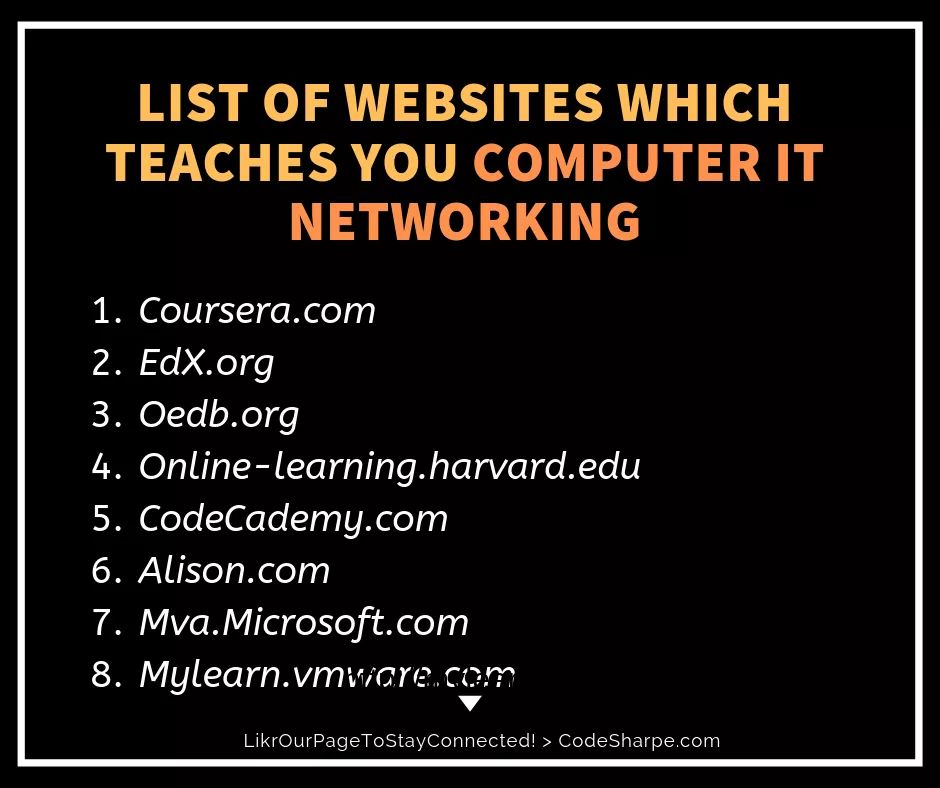 LIST OF WEBSITES WHICH
TEACHES YOU COMPUTER IT
NETWORKING
1. Coursera.com
2. EdX.org
3. Oedb.org
4. Online-learning.harvard.edu
5. CodeCademy.com
6. Alison.com
7. Mva.Microsoft.com
8. Mylearn.vmware.com
LikrOurPageToStayConnected! > CodeSharpe.com